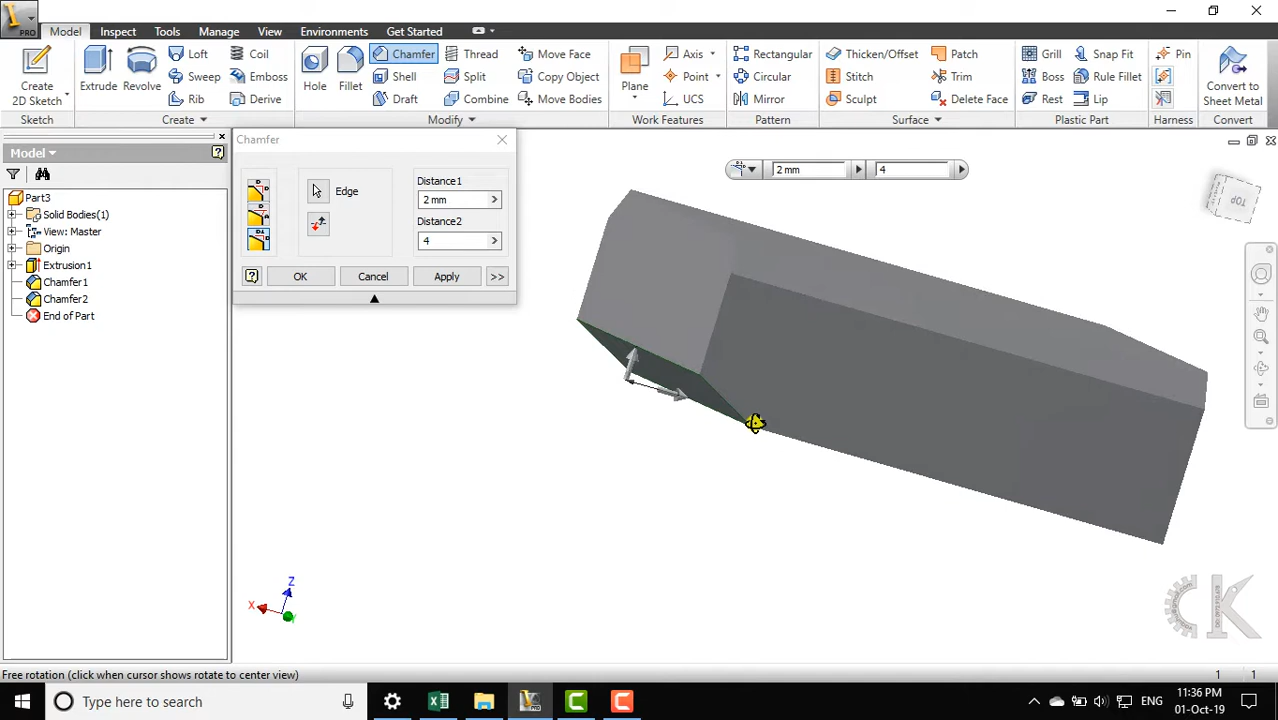 PRO
Model Inspect Tools Manage View Environments Get Started
Create 2D Sketch Extrude Revolve Loft Sweep Rib Coil Emboss Derive Hole Fillet Chamfer Shell Draft Thread Split Combine Move Face Copy Object Move Bodies Plane Axis Point UCS Rectangular Circular Mirror Thicken/Offset Stitch Sculpt Patch Trim Delete Face Grill Boss Rest Snap Fit Rule Fillet Lip Pin Convert to Sheet Metal
Sketch Create Modify Work Features Pattern Surface Plastic Part Harness Convert
Model
Part3
Solid Bodies(1)
View: Master
Origin
Extrusion1
Chamfer1
Chamfer2
End of Part
Chamfer
Edge
Distance1
2 mm
Distance2
4
OK Cancel Apply >>
2 mm 4
TOP
X Z Y
Free rotation (click when cursor shows rotate to center view) 1 1
Type here to search
ENG
11:36 PM
01-Oct-19